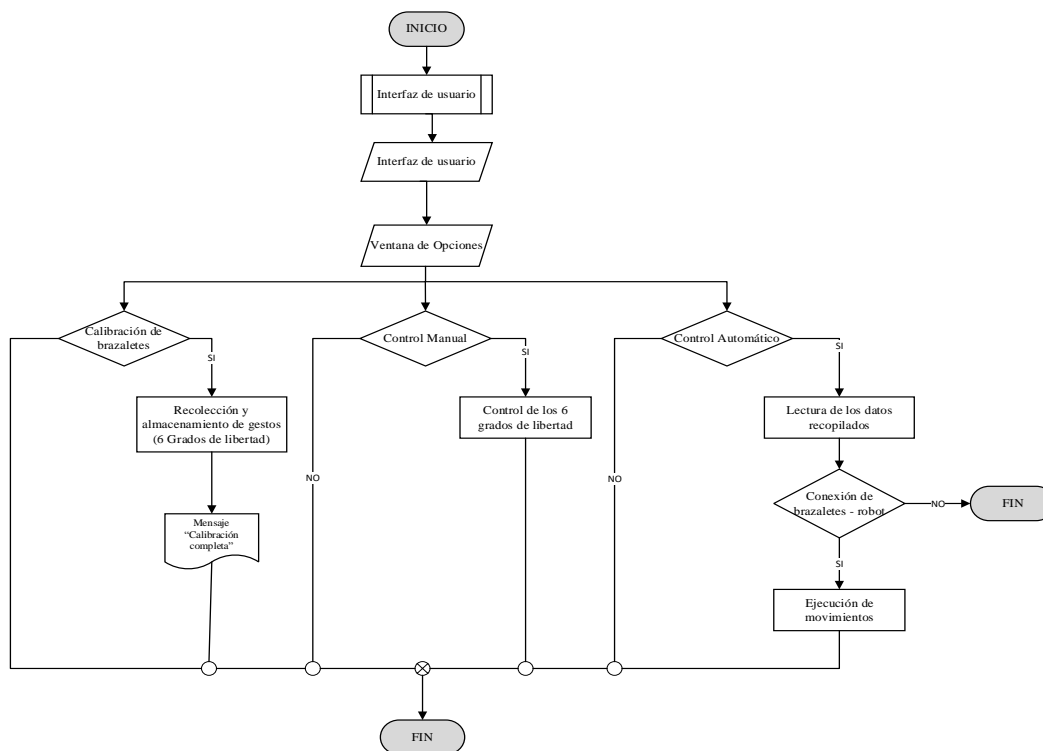 INICIO
Interfaz de usuario
Interfaz de usuario
Ventana de Opciones
Calibración de
brazaletes
SI
Recolección y
almacenamiento de gestos
(6 Grados de libertad)
Mensaje
“Calibración
completa”
Control Manual
SI
NO
Control de los 6
grados de libertad
Control Automático
SI
NO
Lectura de los datos
recopilados
Conexión de
brazaletes - robot
NO
FIN
SI
Ejecución de
movimientos
FIN